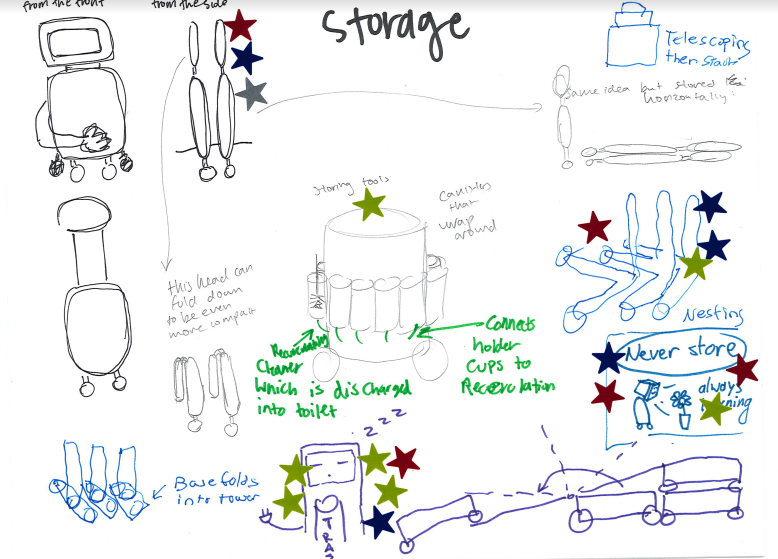 from the front
from the side
Storage
Telescoping
then stack
Same idea but stored
horizontally:
Storing tools
Canisters
that
wrap
around
this head can
fold down
to be even
more compact
Nesting
Remaining
Cleaner
which is discharged
into toilet
Connects
holder
cups to
Recirculation
Never store
always
Base folds
into tower
z z z
TRA